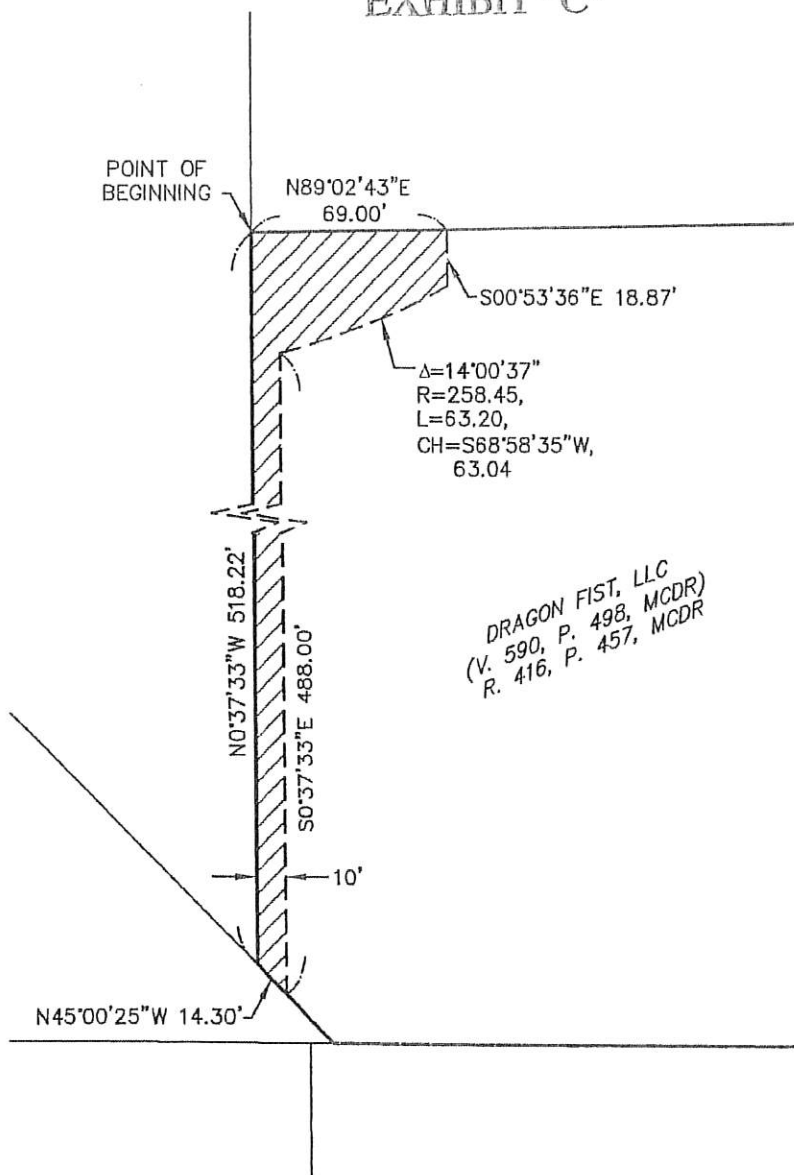 EXHIBIT "C"
POINT OF
BEGINNING
N89°02'43"E
69.00'
S00°53'36"E 18.87'
Δ=14°00'37"
R=258.45,
L=63.20,
CH=S68°58'35"W,
63.04
N0°37'33"W 518.22'
S0°37'33"E 488.00'
DRAGON FIST, LLC
(V. 590, P. 498, MCDR)
R. 416, P. 457, MCDR
10'
N45°00'25"W 14.30'